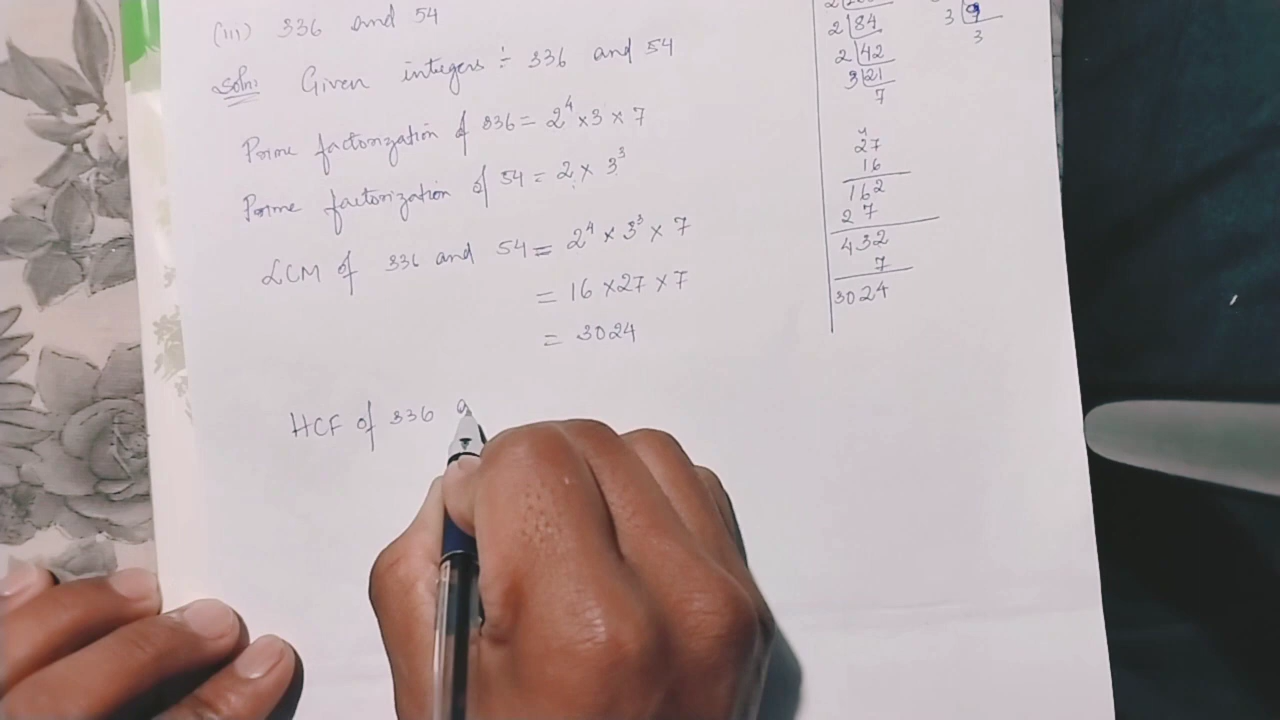 (iii) 336 and 54
Soln: Given integers ÷ 336 and 54
Prime factorization of 336 = 2⁴ × 3 × 7
Prime factorization of 54 = 2 × 3³
LCM of 336 and 54 = 2⁴ × 3³ × 7
= 16 × 27 × 7
= 3024
HCF of 336 a
2 84
2 42
3 21
7
3 9
3
4
27
16
162
27
432
7
3024